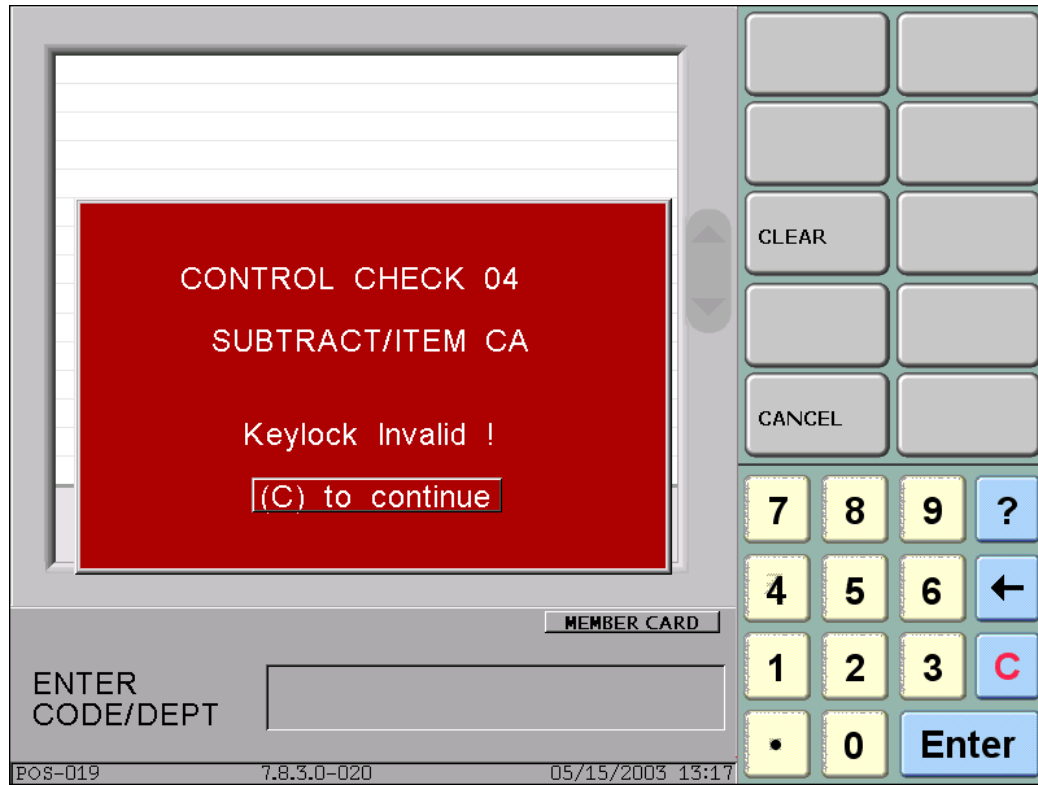 CONTROL CHECK 04
SUBTRACT/ITEM CA
Keylock Invalid !
(C) to continue
MEMBER CARD
ENTER
CODE/DEPT
POS-019 7.8.3.0-020 05/15/2003 13:17
CLEAR
CANCEL
7 8 9 ?
4 5 6 ←
1 2 3 C
• 0 Enter